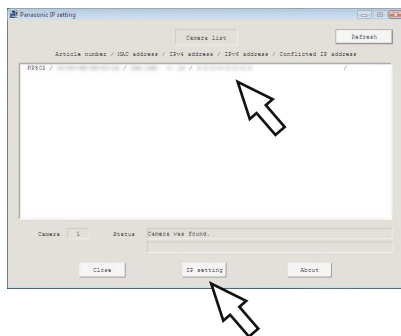 Panasonic IP setting
Camera list
Refresh
Article number / MAC address / IPv4 address / IPv6 address / Conflicted IP address
/ / / /
Camera 1 Status Camera was found.
Close IP setting About